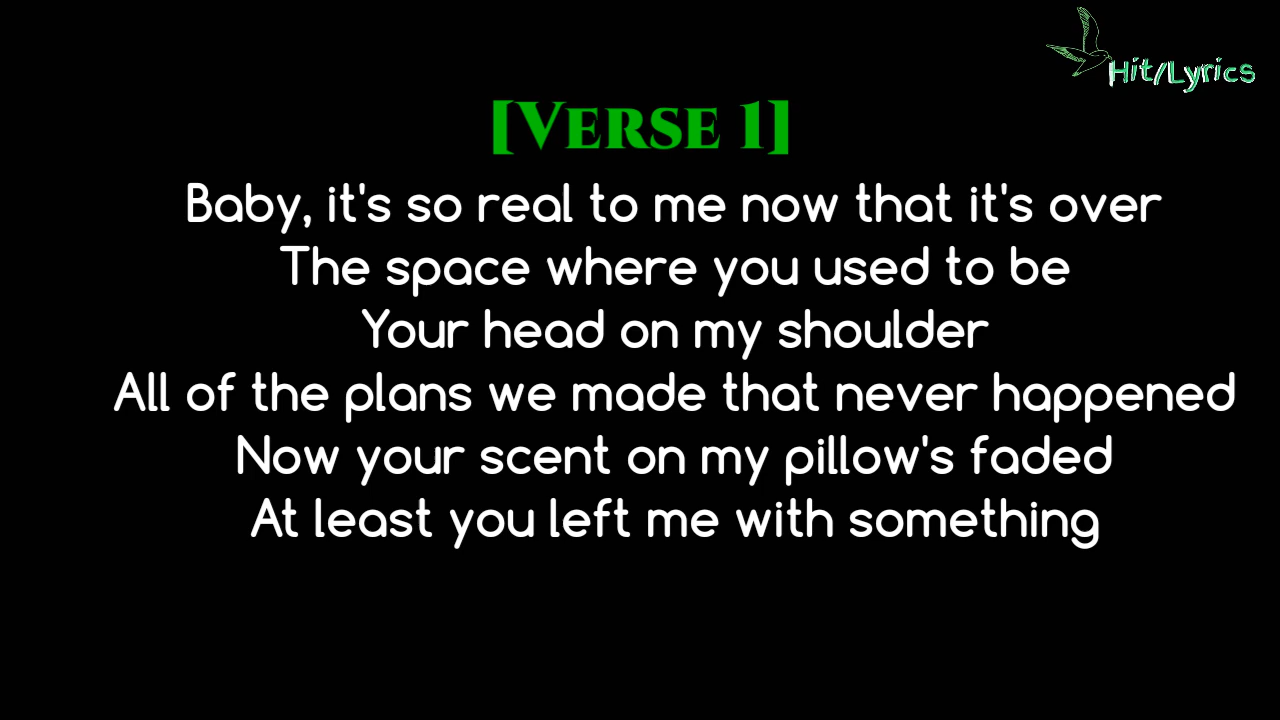 Hit/Lyrics
[Verse 1]
Baby, it's so real to me now that it's over
The space where you used to be
Your head on my shoulder
All of the plans we made that never happened
Now your scent on my pillow's faded
At least you left me with something